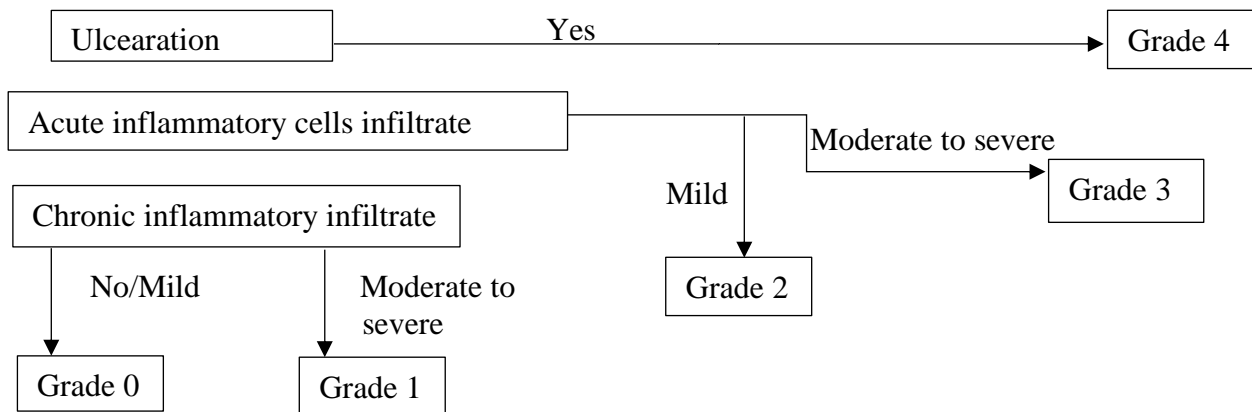 Ulcearation
Yes
Grade 4
Acute inflammatory cells infiltrate
Moderate to severe
Grade 3
Mild
Chronic inflammatory infiltrate
No/Mild
Moderate to
severe
Grade 2
Grade 0
Grade 1